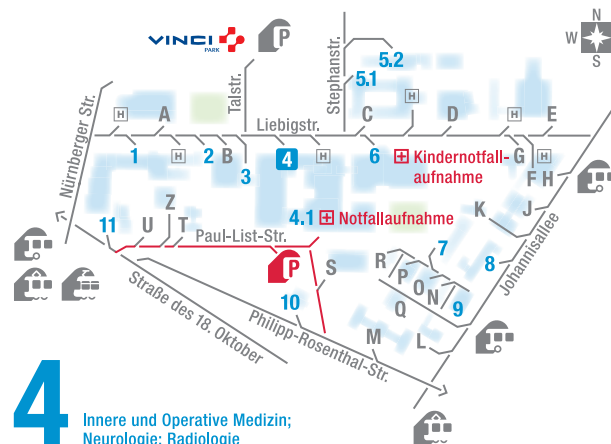 N
W
S
VINCI
PARK
P
5.2
5.1
Stephanstr.
Talstr.
Nürnberger Str.
H
A
C
H
D
H
E
Liebigstr.
1
H
2
B
3
4
H
6
Kindernotfall-
aufnahme
G
H
F
H
J
K
Z
11
U
T
4.1
Notfallaufnahme
Paul-List-Str.
P
S
7
R
P
O
N
9
8
Johannisallee
Q
10
M
L
Straße des 18. Oktober
Philipp-Rosenthal-Str.
4
Innere und Operative Medizin;
Neurologie; Radiologie